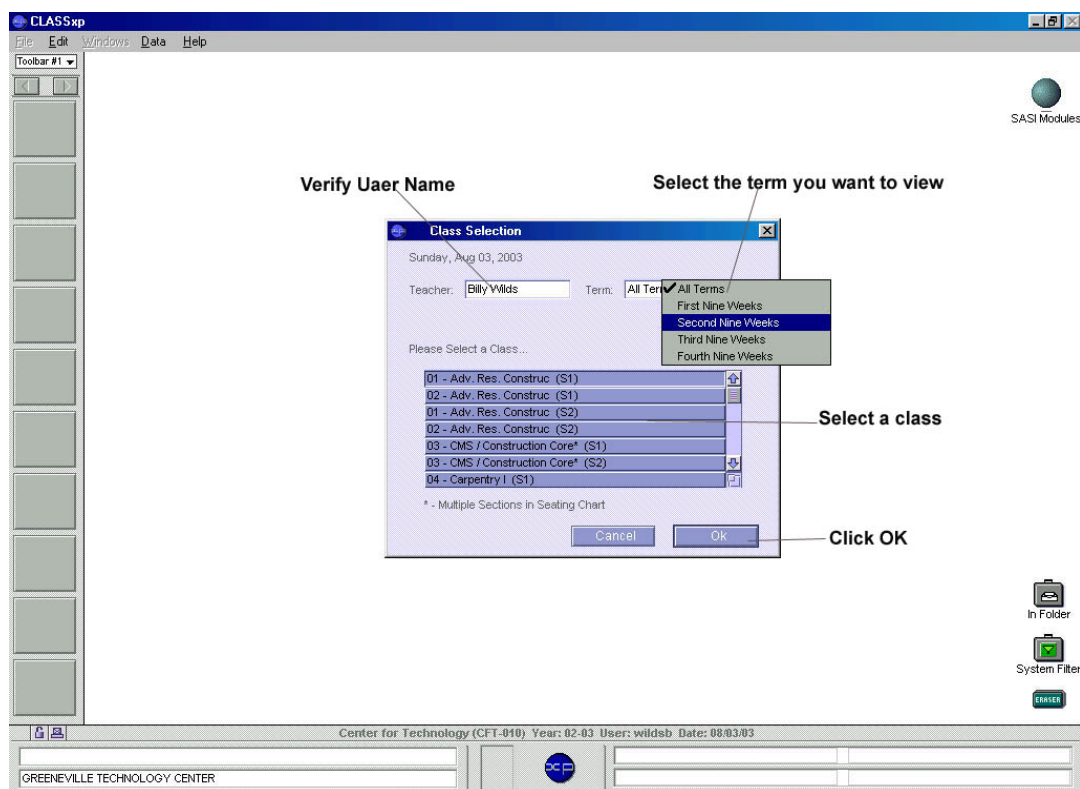 CLASSxp
File Edit Windows Data Help
Toolbar #1
SASI Modules
Verify Uaer Name
Select the term you want to view
Class Selection
Sunday, Aug 03, 2003
Teacher: Billy Wilds Term: All Term
All Terms
First Nine Weeks
Second Nine Weeks
Third Nine Weeks
Fourth Nine Weeks
Please Select a Class...
01 - Adv. Res. Construc (S1)
02 - Adv. Res. Construc (S1)
01 - Adv. Res. Construc (S2)
02 - Adv. Res. Construc (S2)
03 - CMS / Construction Core* (S1)
03 - CMS / Construction Core* (S2)
04 - Carpentry I (S1)
Select a class
* - Multiple Sections in Seating Chart
Cancel Ok
Click OK
In Folder
System Filter
ERASER
Center for Technology (CFT-010) Year: 02-03 User: wildsb Date: 08/03/03
xp
GREENEVILLE TECHNOLOGY CENTER